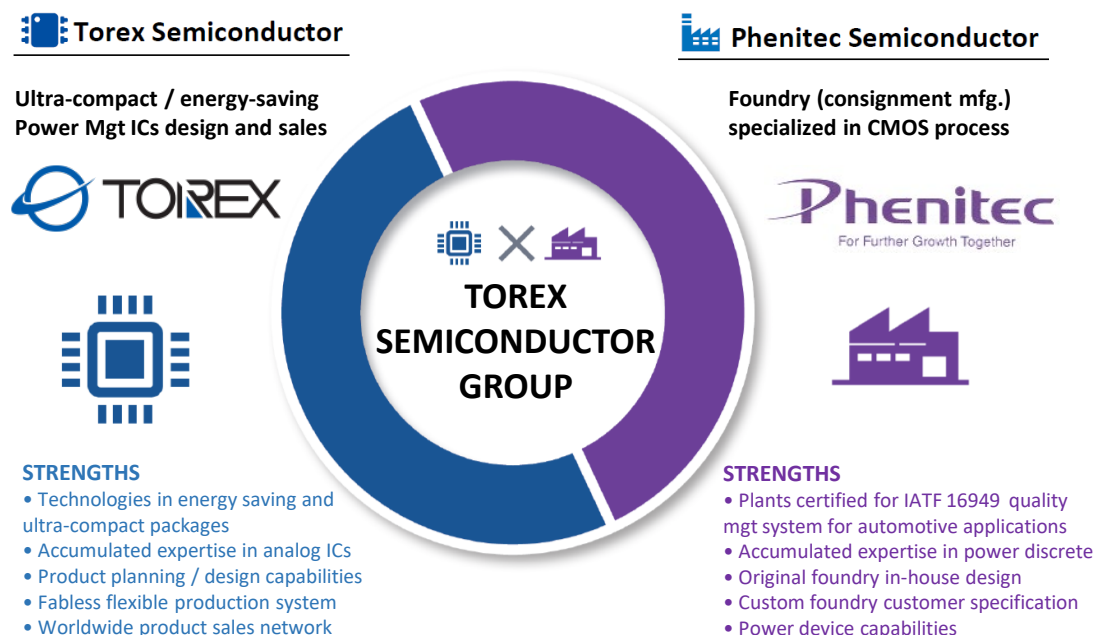 Torex Semiconductor
Ultra-compact / energy-saving
Power Mgt ICs design and sales
TOREX
STRENGTHS
• Technologies in energy saving and
ultra-compact packages
• Accumulated expertise in analog ICs
• Product planning / design capabilities
• Fabless flexible production system
• Worldwide product sales network
TOREX
SEMICONDUCTOR
GROUP
Phenitec Semiconductor
Foundry (consignment mfg.)
specialized in CMOS process
Phenitec
For Further Growth Together
STRENGTHS
• Plants certified for IATF 16949 quality
mgt system for automotive applications
• Accumulated expertise in power discrete
• Original foundry in-house design
• Custom foundry customer specification
• Power device capabilities